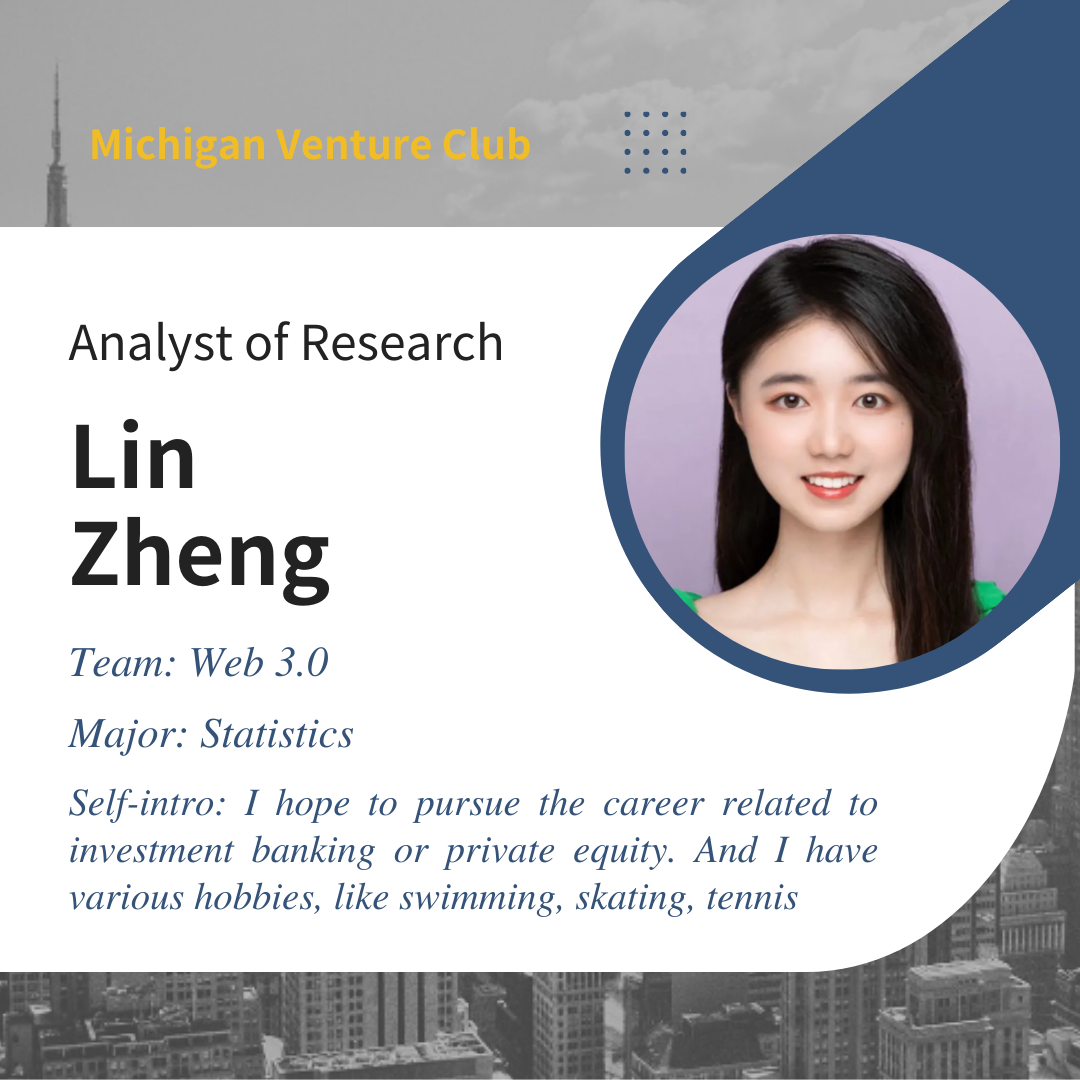 Michigan Venture Club
Analyst of Research
Lin
Zheng
Team: Web 3.0
Major: Statistics
Self-intro: I hope to pursue the career related to
investment banking or private equity. And I have
various hobbies, like swimming, skating, tennis